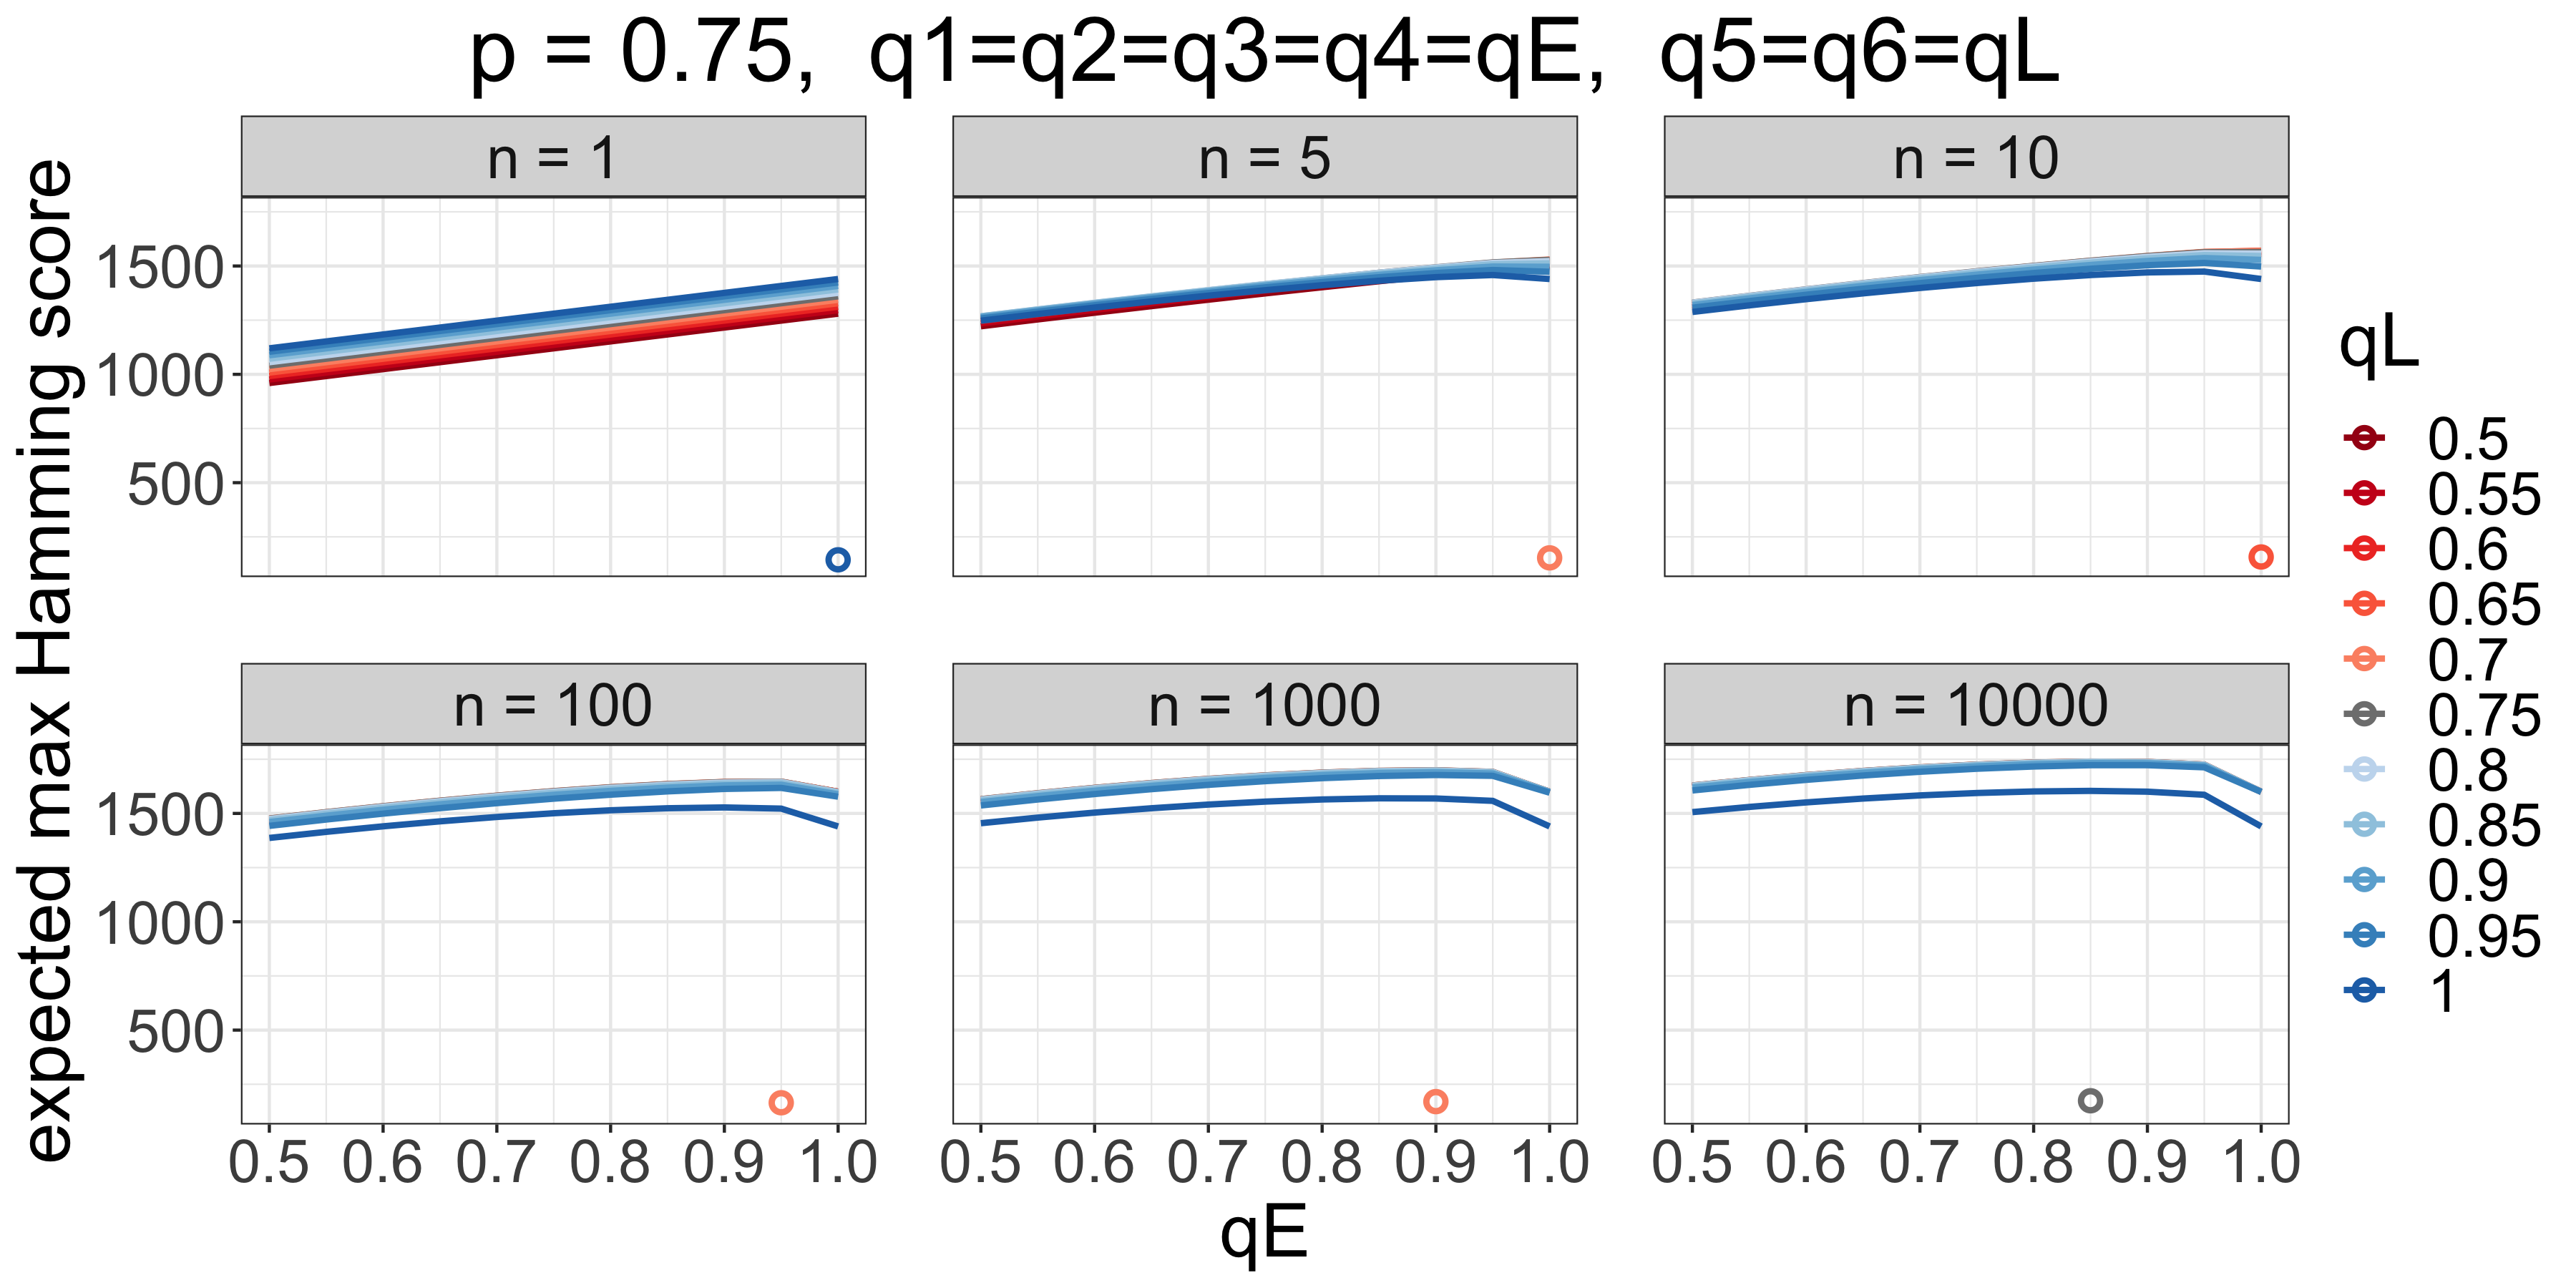 p = 0.75, q1=q2=q3=q4=qE, q5=q6=qL
n = 1
n = 5
n = 10
1500
1000
500
n = 100
n = 1000
n = 10000
1500
1000
500
0.5 0.6 0.7 0.8 0.9 1.0
0.5 0.6 0.7 0.8 0.9 1.0
0.5 0.6 0.7 0.8 0.9 1.0
qE
expected max Hamming score
qL
0.5
0.55
0.6
0.65
0.7
0.75
0.8
0.85
0.9
0.95
1